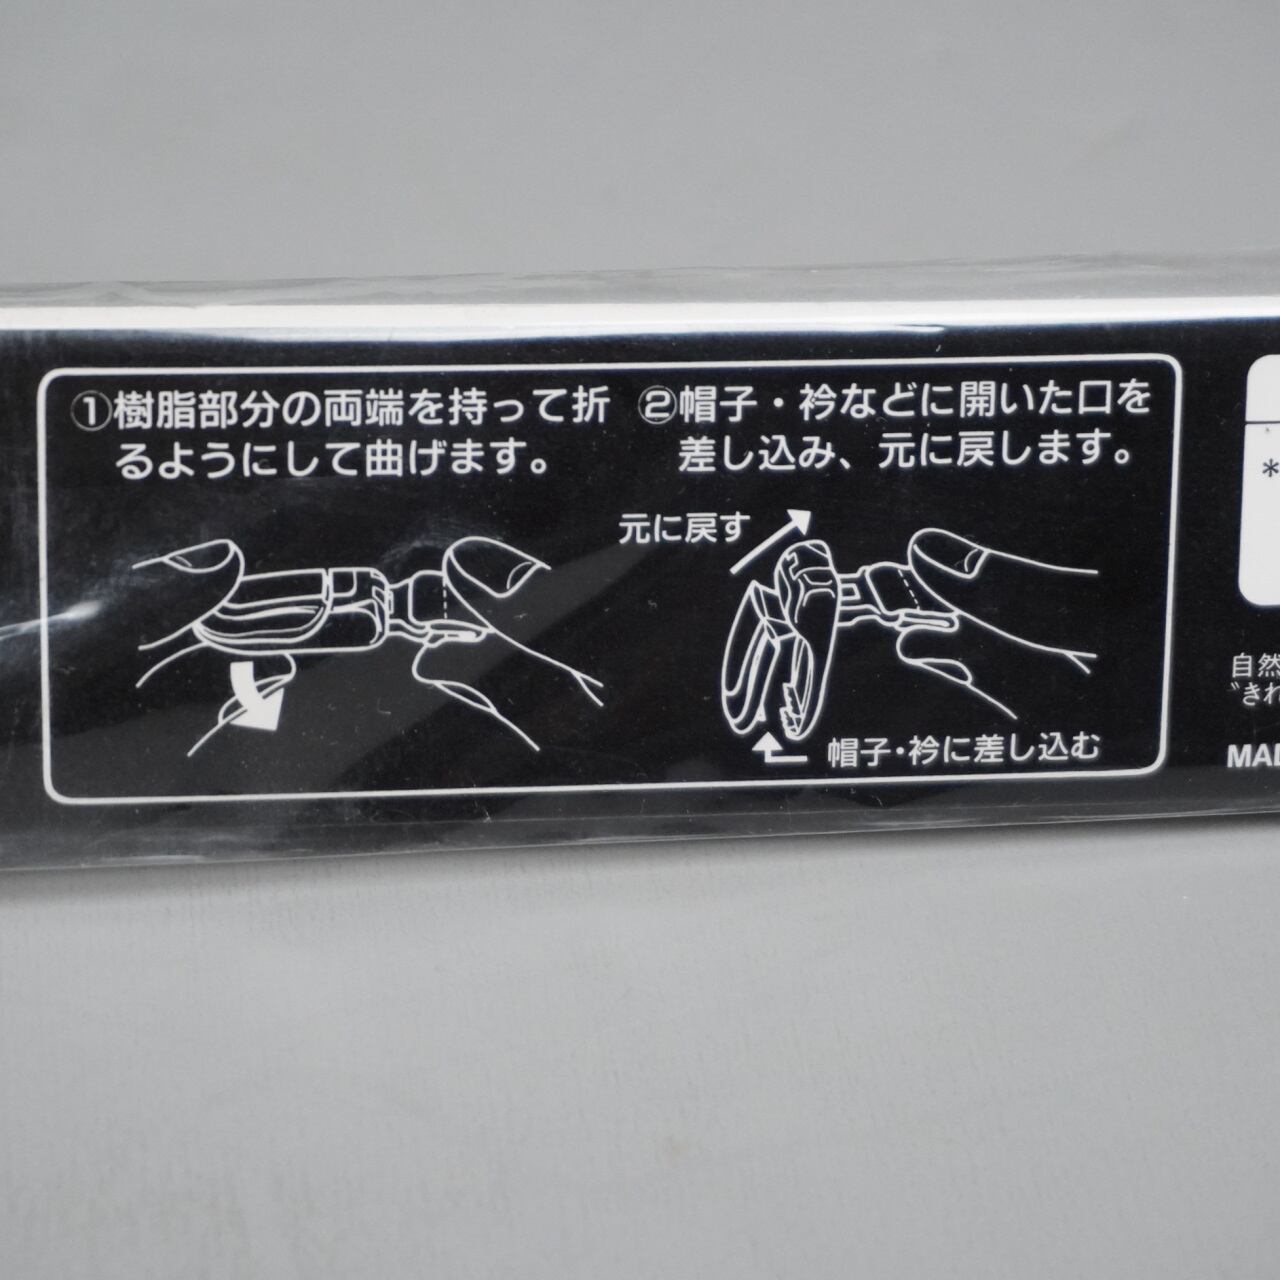 ①樹脂部分の両端を持って折
るようにして曲げます。
②帽子・衿などに開いた口を
差し込み、元に戻します。
元に戻す
帽子・衿に差し込む
*
自然
"きれ